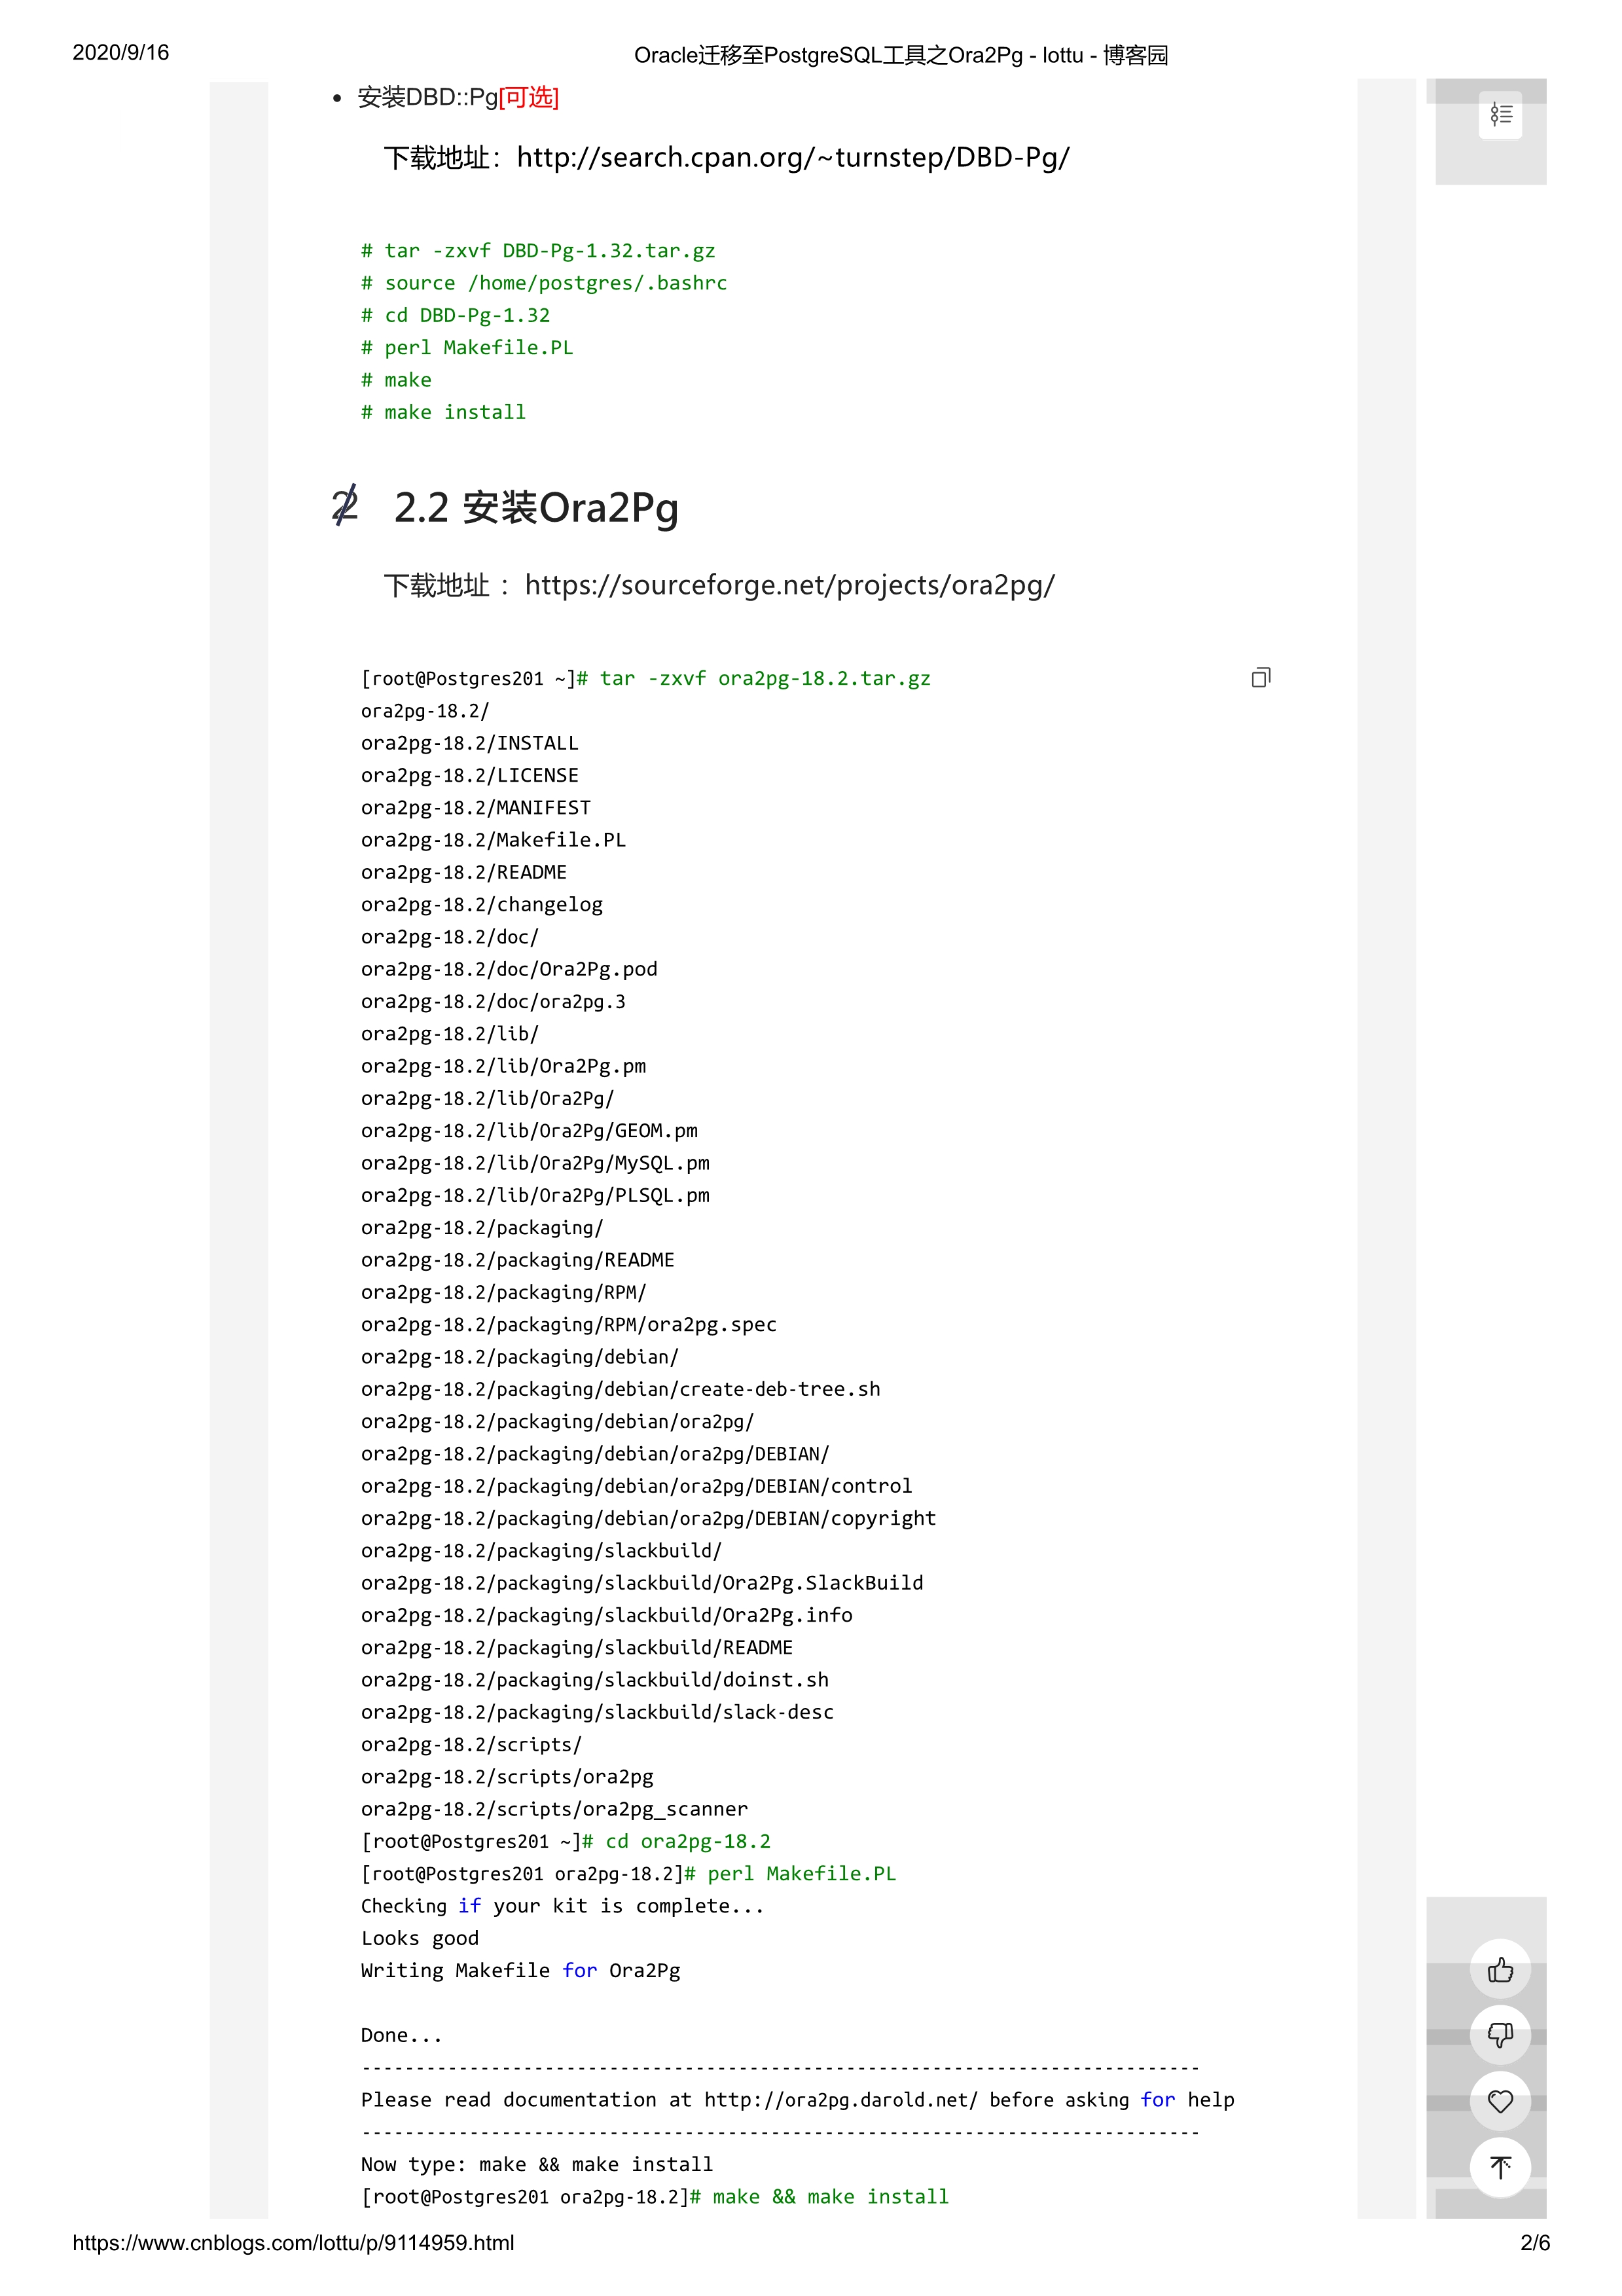 2020/9/16
Oracle迁移至PostgreSQL工具之Ora2Pg - lottu - 博客园
安装DBD::Pg[可选]
下载地址：http://search.cpan.org/~turnstep/DBD-Pg/
# tar -zxvf DBD-Pg-1.32.tar.gz
# source /home/postgres/.bashrc
# cd DBD-Pg-1.32
# perl Makefile.PL
# make
# make install
2 2.2 安装Ora2Pg
下载地址 ：https://sourceforge.net/projects/ora2pg/
[root@Postgres201 ~]# tar -zxvf ora2pg-18.2.tar.gz
ora2pg-18.2/
ora2pg-18.2/INSTALL
ora2pg-18.2/LICENSE
ora2pg-18.2/MANIFEST
ora2pg-18.2/Makefile.PL
ora2pg-18.2/README
ora2pg-18.2/changelog
ora2pg-18.2/doc/
ora2pg-18.2/doc/Ora2Pg.pod
ora2pg-18.2/doc/ora2pg.3
ora2pg-18.2/lib/
ora2pg-18.2/lib/Ora2Pg.pm
ora2pg-18.2/lib/Ora2Pg/
ora2pg-18.2/lib/Ora2Pg/GEOM.pm
ora2pg-18.2/lib/Ora2Pg/MySQL.pm
ora2pg-18.2/lib/Ora2Pg/PLSQL.pm
ora2pg-18.2/packaging/
ora2pg-18.2/packaging/README
ora2pg-18.2/packaging/RPM/
ora2pg-18.2/packaging/RPM/ora2pg.spec
ora2pg-18.2/packaging/debian/
ora2pg-18.2/packaging/debian/create-deb-tree.sh
ora2pg-18.2/packaging/debian/ora2pg/
ora2pg-18.2/packaging/debian/ora2pg/DEBIAN/
ora2pg-18.2/packaging/debian/ora2pg/DEBIAN/control
ora2pg-18.2/packaging/debian/ora2pg/DEBIAN/copyright
ora2pg-18.2/packaging/slackbuild/
ora2pg-18.2/packaging/slackbuild/Ora2Pg.SlackBuild
ora2pg-18.2/packaging/slackbuild/Ora2Pg.info
ora2pg-18.2/packaging/slackbuild/README
ora2pg-18.2/packaging/slackbuild/doinst.sh
ora2pg-18.2/packaging/slackbuild/slack-desc
ora2pg-18.2/scripts/
ora2pg-18.2/scripts/ora2pg
ora2pg-18.2/scripts/ora2pg_scanner
[root@Postgres201 ~]# cd ora2pg-18.2
[root@Postgres201 ora2pg-18.2]# perl Makefile.PL
Checking if your kit is complete...
Looks good
Writing Makefile for Ora2Pg
Done...
------------------------------------------------------------------------------
Please read documentation at http://ora2pg.darold.net/ before asking for help
------------------------------------------------------------------------------
Now type: make && make install
[root@Postgres201 ora2pg-18.2]# make && make install
https://www.cnblogs.com/lottu/p/9114959.html
2/6